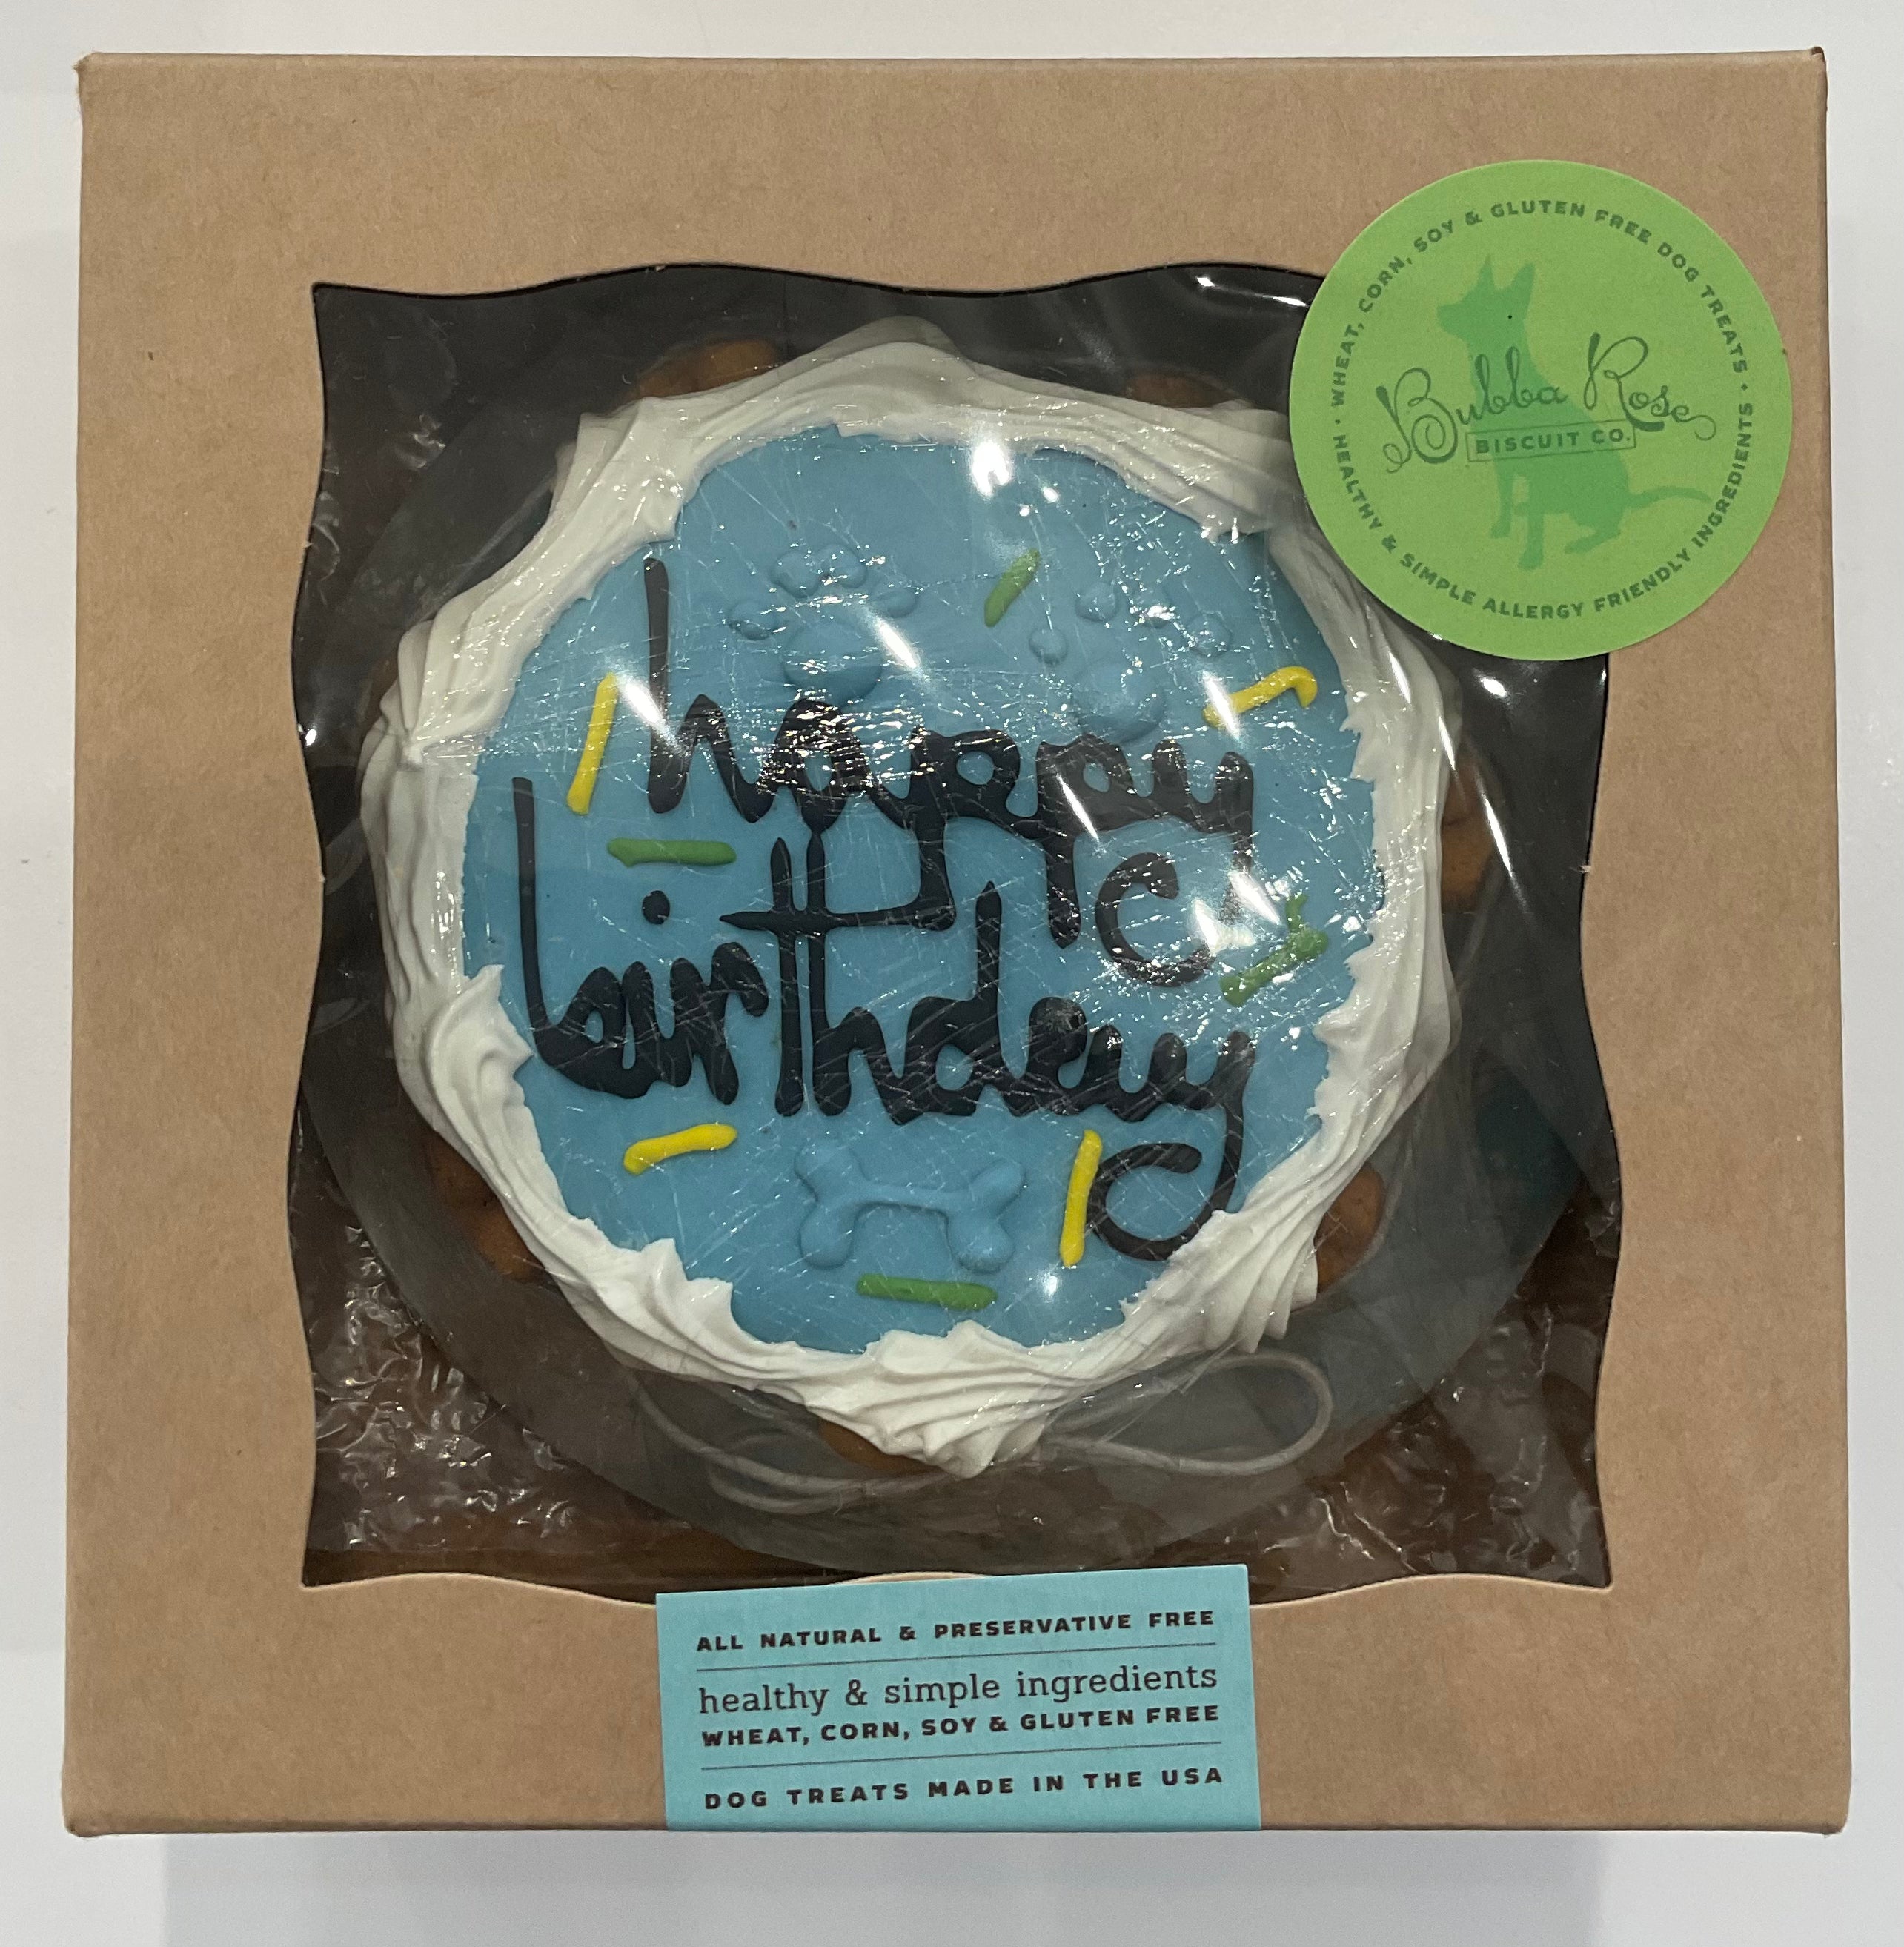 WHEAT, CORN, SOY & GLUTEN FREE DOG TREATS •
HEALTHY & SIMPLE ALLERGY FRIENDLY INGREDIENTS •
Bubba Rose
BISCUIT CO.
happy
birthday
ALL NATURAL & PRESERVATIVE FREE
healthy & simple ingredients
WHEAT, CORN, SOY & GLUTEN FREE
DOG TREATS MADE IN THE USA